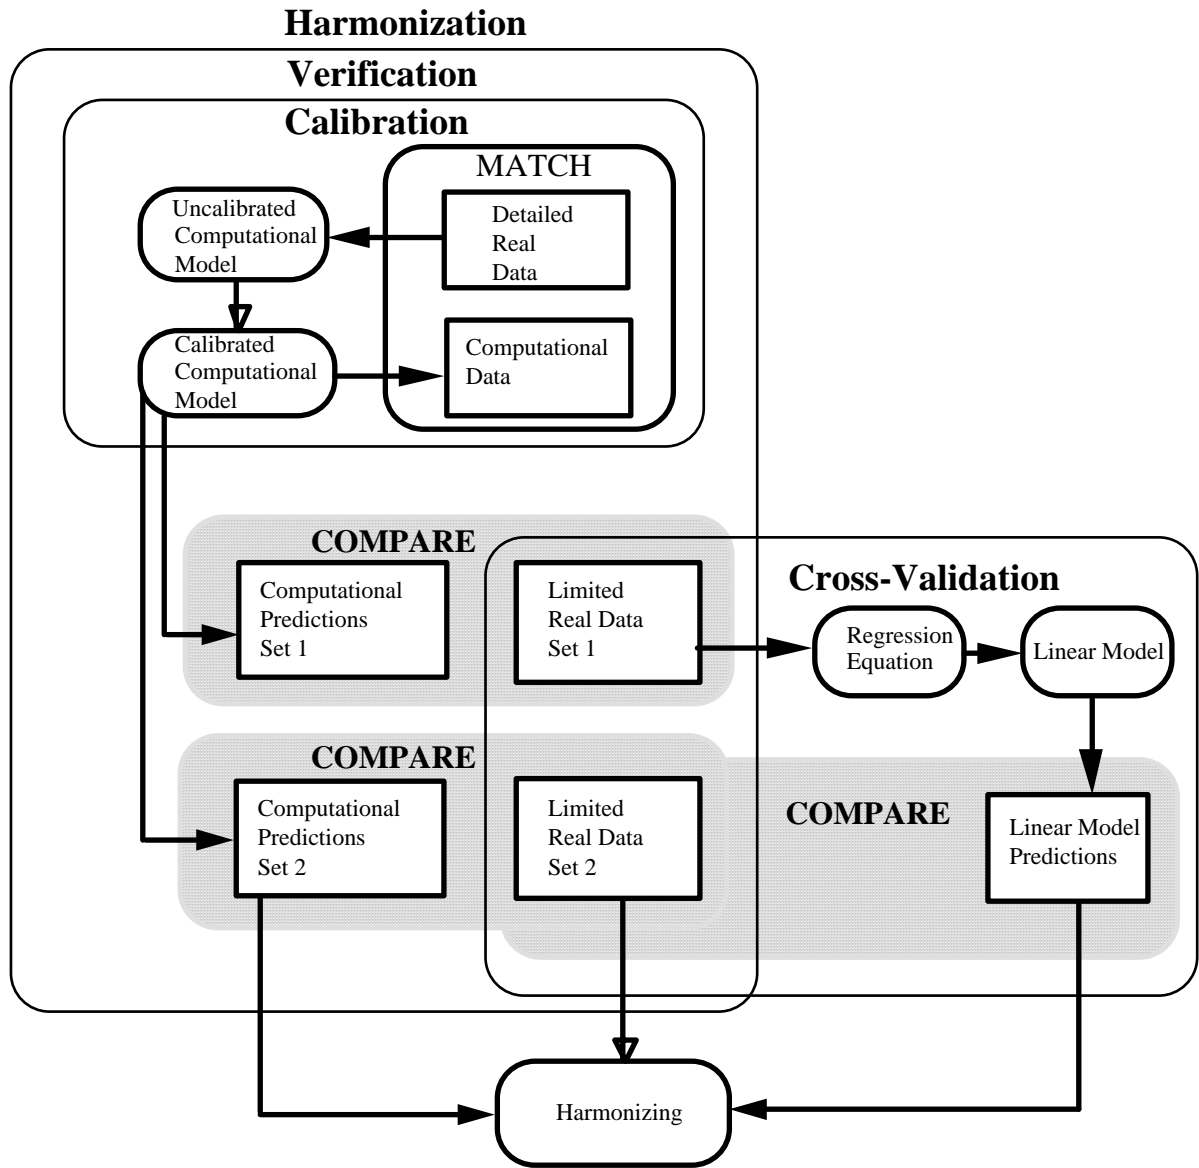 Harmonization
Verification
Calibration
MATCH
Uncalibrated
Computational
Model
Detailed
Real
Data
Calibrated
Computational
Model
Computational
Data
COMPARE
Computational
Predictions
Set 1
Limited
Real Data
Set 1
Cross-Validation
Regression
Equation
Linear Model
COMPARE
Computational
Predictions
Set 2
Limited
Real Data
Set 2
COMPARE
Linear Model
Predictions
Harmonizing